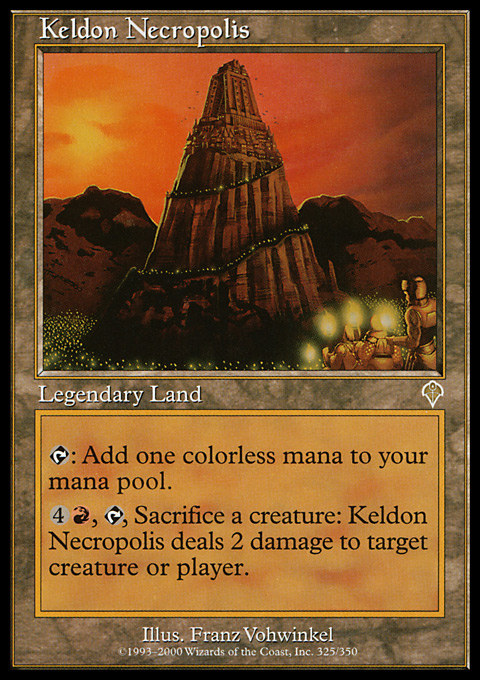 Keldon Necropolis
Legendary Land
: Add one colorless mana to your
mana pool.
4 , , Sacrifice a creature: Keldon
Necropolis deals 2 damage to target
creature or player.
Illus. Franz Vohwinkel
©1993–2000 Wizards of the Coast, Inc. 325/350